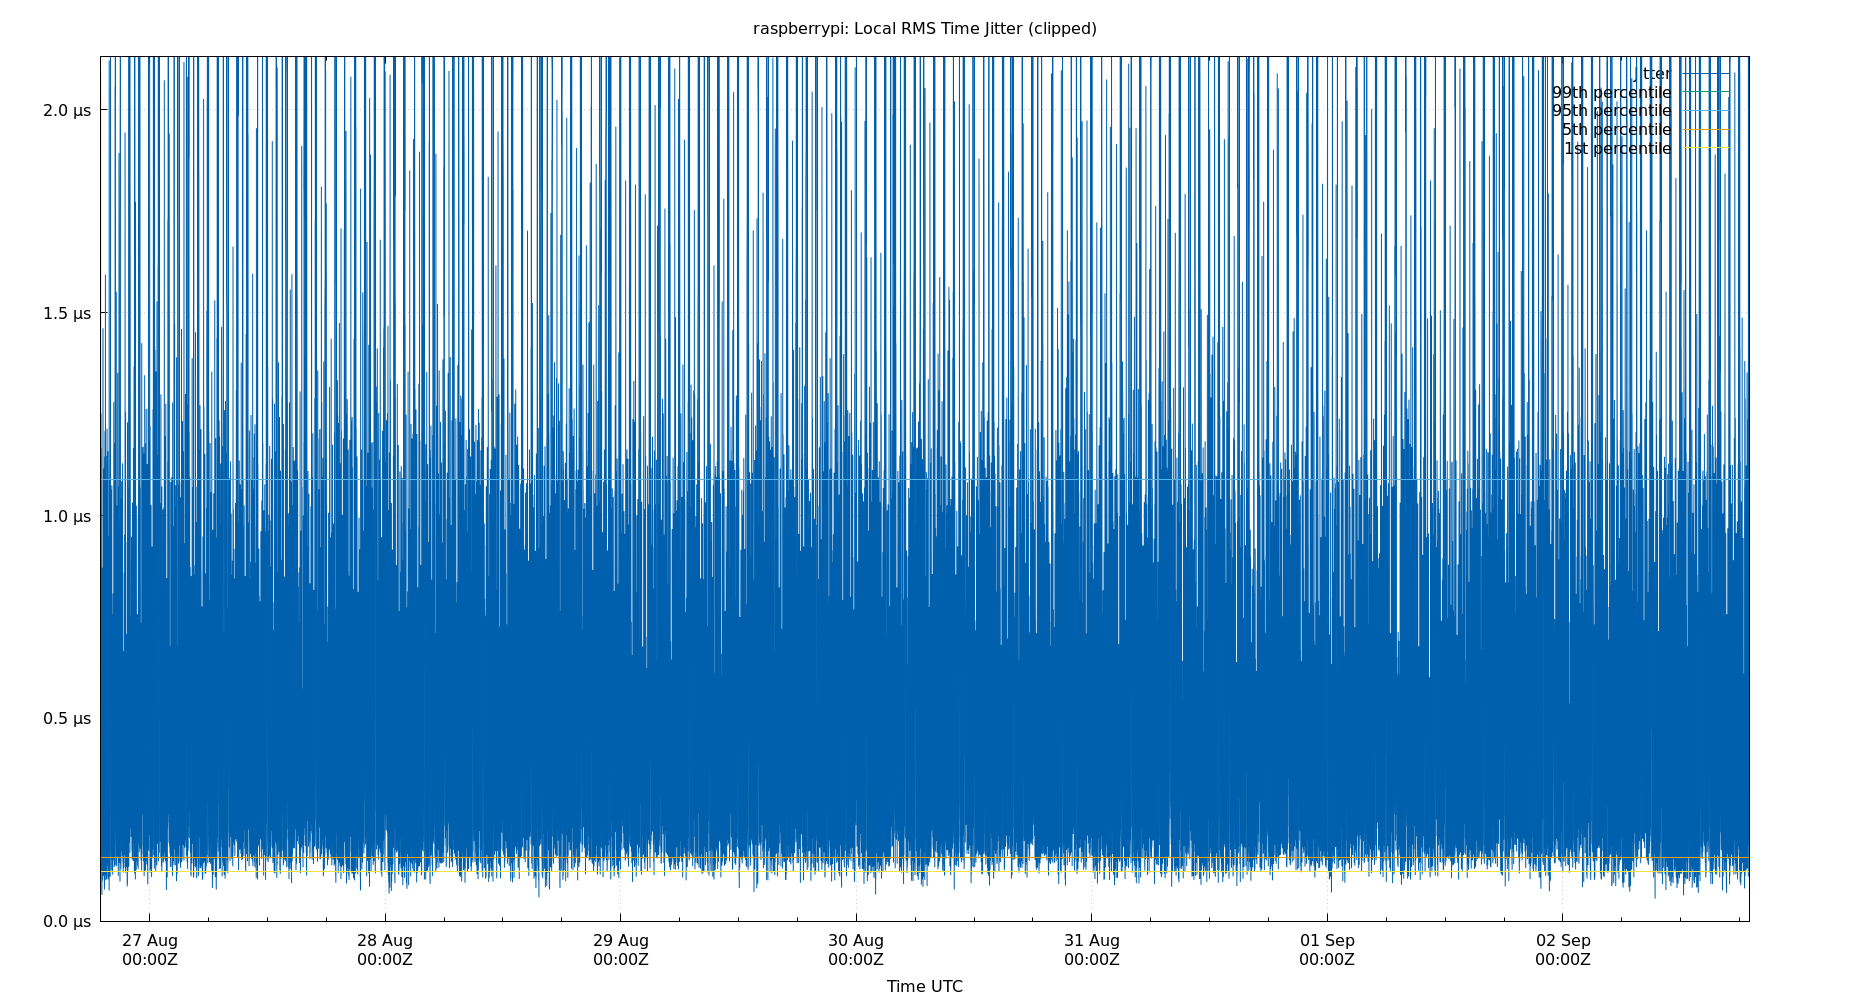 raspberrypi: Local RMS Time Jitter (clipped)
jitter
99th percentile
95th percentile
5th percentile
1st percentile
2.0 µs
1.5 µs
1.0 µs
0.5 µs
0.0 µs
27 Aug 28 Aug 29 Aug 30 Aug 31 Aug 01 Sep 02 Sep
00:00Z 00:00Z 00:00Z 00:00Z 00:00Z 00:00Z 00:00Z
Time UTC